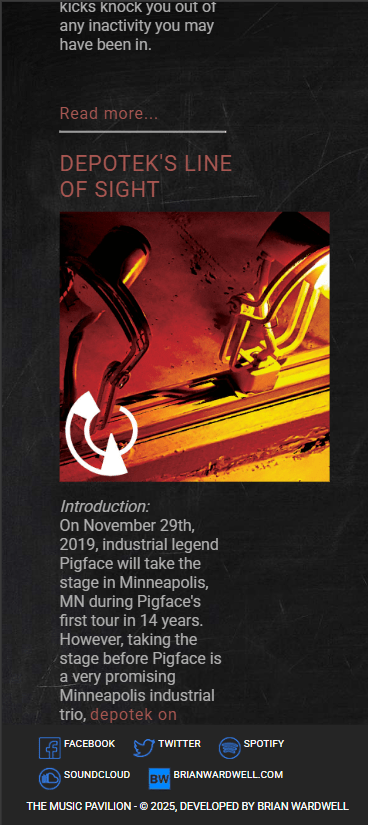 kicks knock you out of
any inactivity you may
have been in.
Read more...
DEPOTEK'S LINE
OF SIGHT
Introduction:
On November 29th,
2019, industrial legend
Pigface will take the
stage in Minneapolis,
MN during Pigface's
first tour in 14 years.
However, taking the
stage before Pigface is
a very promising
Minneapolis industrial
trio, depotek on
FACEBOOK TWITTER SPOTIFY
SOUNDCLOUD BW BRIANWARDWELL.COM
THE MUSIC PAVILION - © 2025, DEVELOPED BY BRIAN WARDWELL